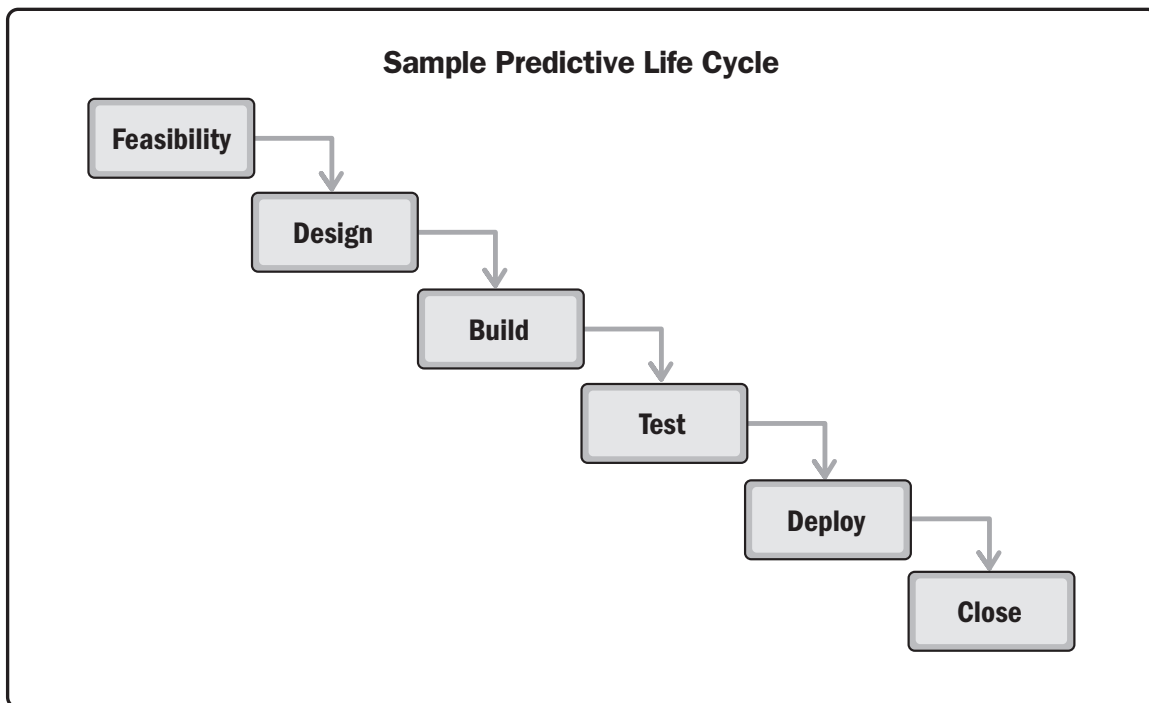 Sample Predictive Life Cycle
Feasibility
Design
Build
Test
Deploy
Close